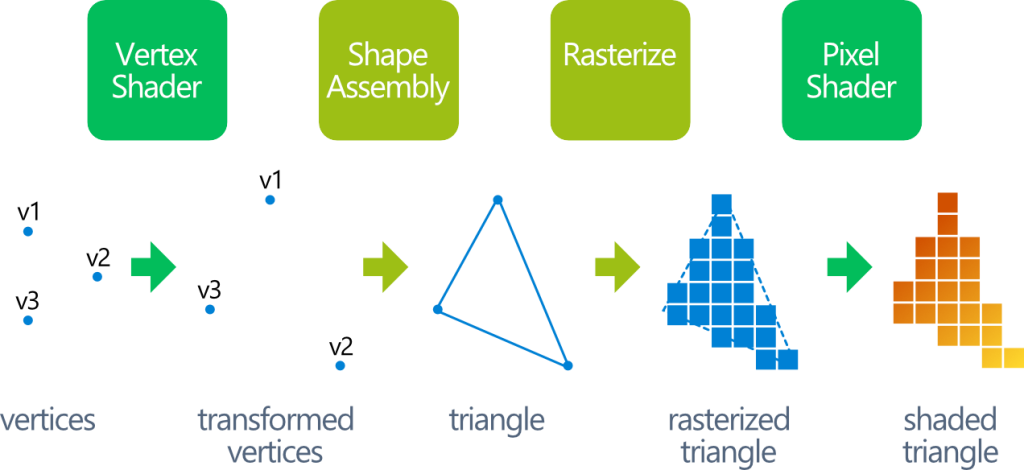 Vertex
Shader
Shape
Assembly
Rasterize
Pixel
Shader
v1
v2
v3
v1
v3
v2
vertices
transformed
vertices
triangle
rasterized
triangle
shaded
triangle